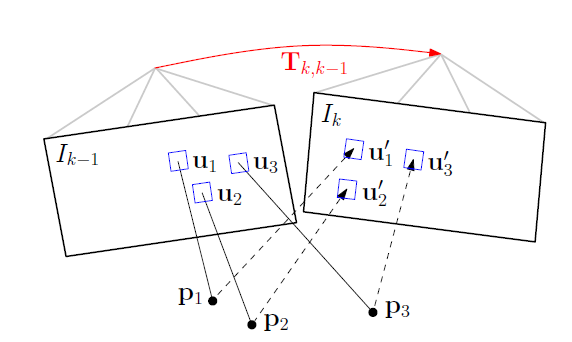 T_{k,k−1}
I_k
I_{k−1}
u_1
u_3
u_2
u′_1
u′_3
u′_2
p_1
p_2
p_3